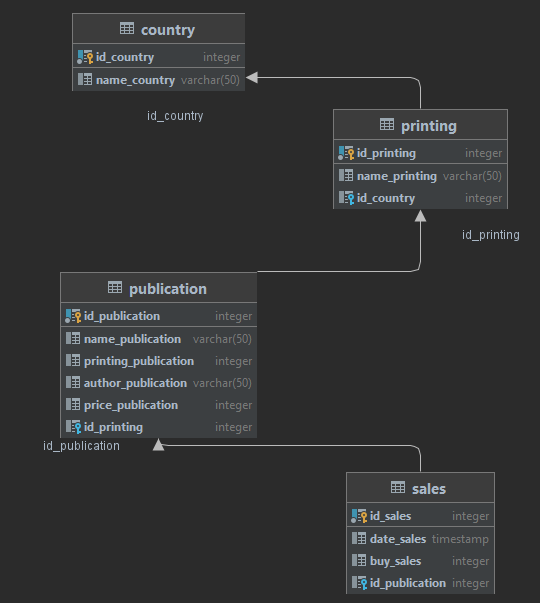 country
id_country integer
name_country varchar(50)
id_country
printing
id_printing integer
name_printing varchar(50)
id_country integer
id_printing
publication
id_publication integer
name_publication varchar(50)
printing_publication integer
author_publication varchar(50)
price_publication integer
id_printing integer
id_publication
sales
id_sales integer
date_sales timestamp
buy_sales integer
id_publication integer